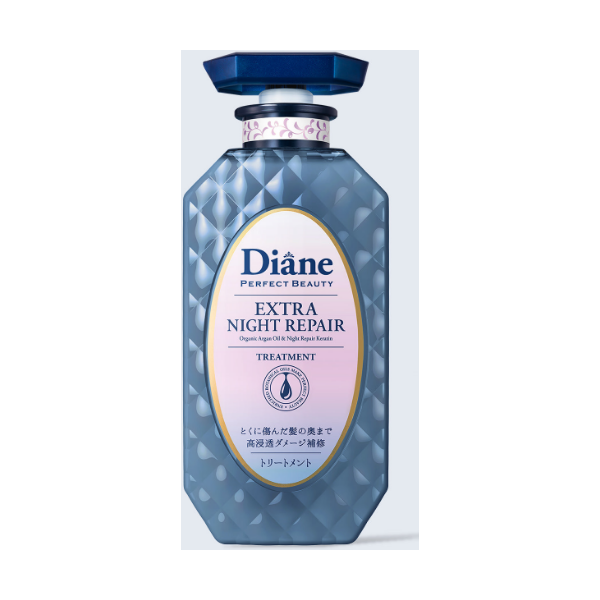 Diane
PERFECT BEAUTY
EXTRA
NIGHT REPAIR
Organic Argan Oil & Night Repair Keratin
TREATMENT
とくに傷んだ髪の奥まで
高浸透ダメージ補修
トリートメント